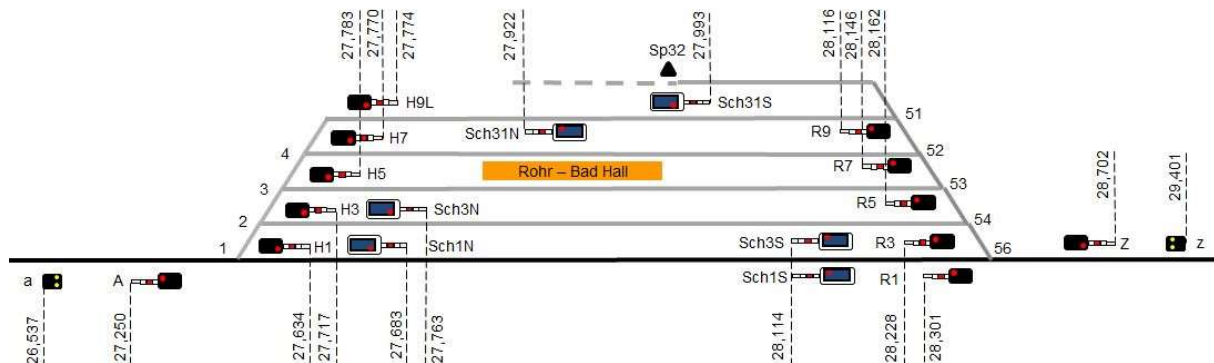 27,783
27,770
27,774
27,922
27,993
28,116
28,146
28,162
Sp32
H9L
Sch31S
51
Sch31N
R9
H7
4
52
Rohr – Bad Hall
R7
H5
28,702
29,401
3
53
H3
Sch3N
R5
2
54
1
H1
Sch1N
Sch3S
R3
56
Z
z
a
A
Sch1S
R1
26,537
27,250
27,634
27,717
27,683
27,763
28,114
28,228
28,301